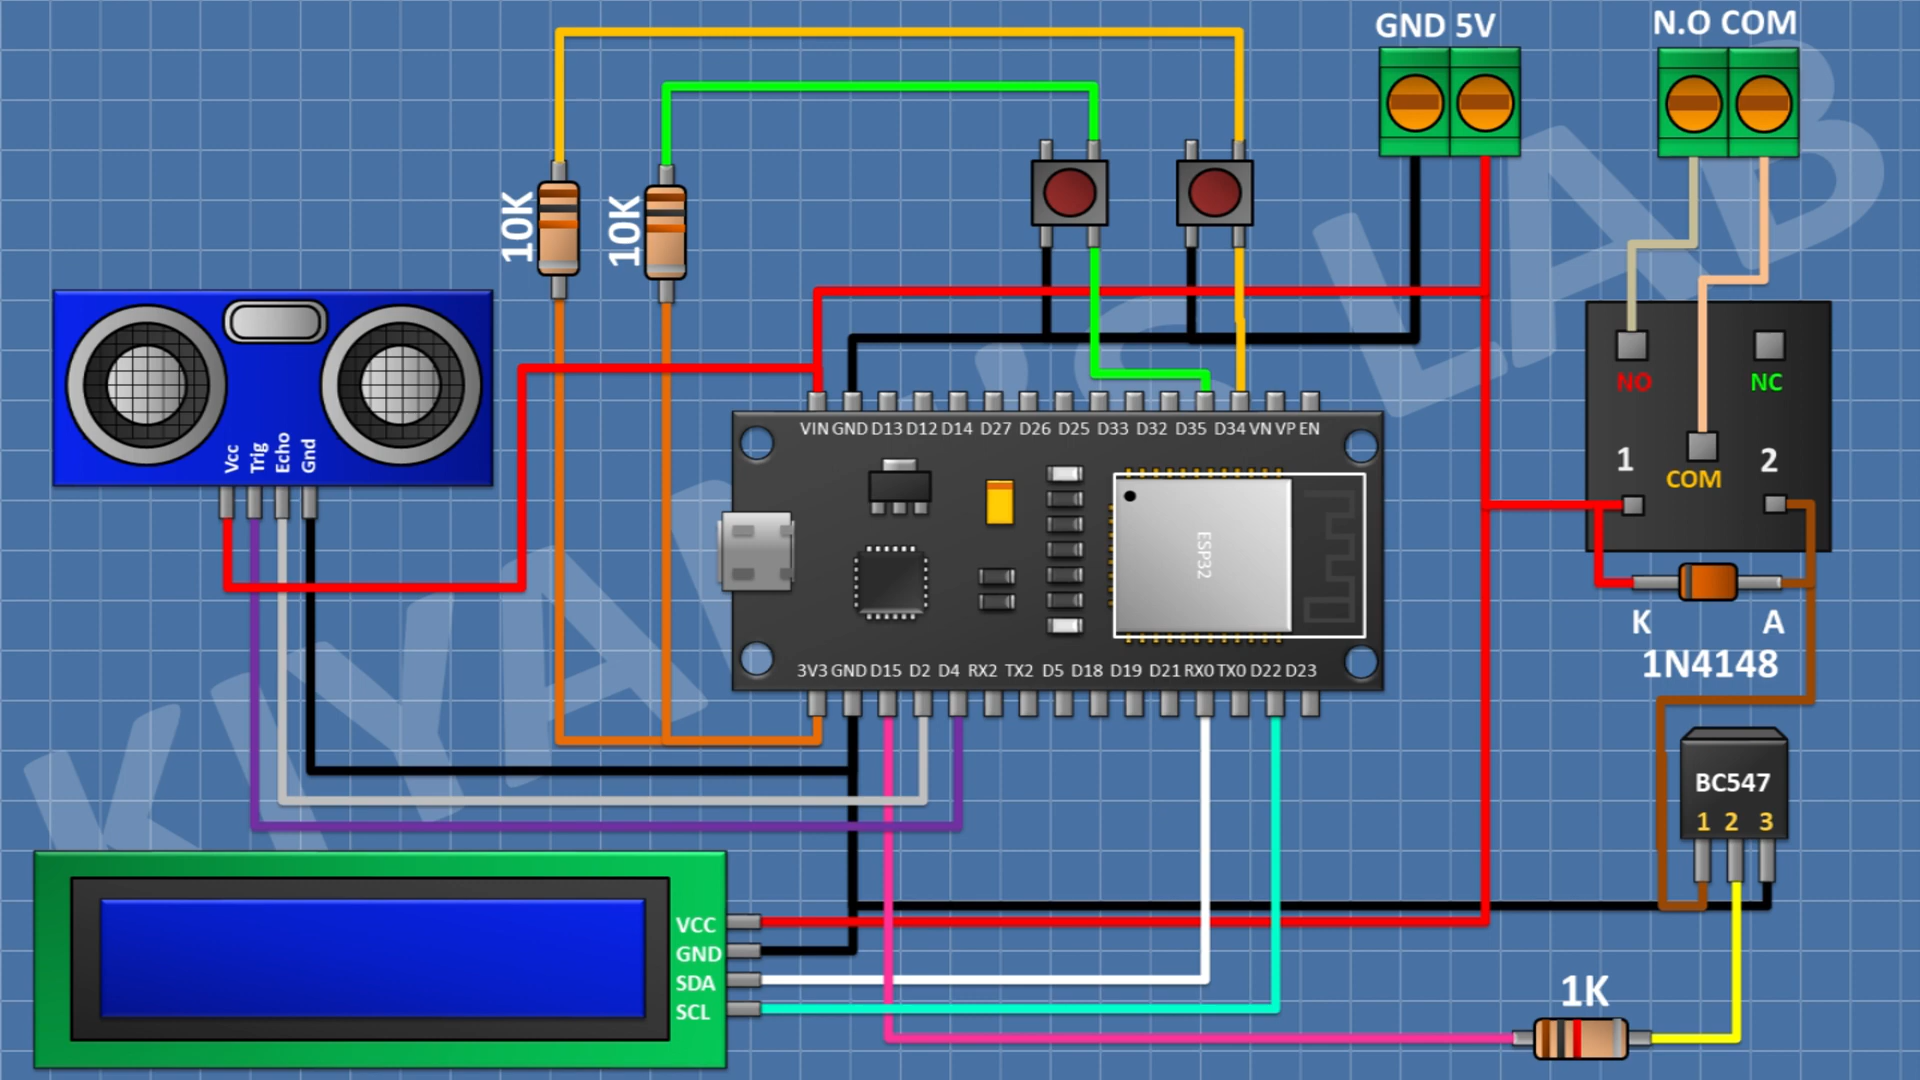 GND 5V
N.O COM
10K
10K
Vcc
Trig
Echo
Gnd
VIN GND D13 D12 D14 D27 D26 D25 D33 D32 D35 D34 VN VP EN
ESP32
3V3 GND D15 D2 D4 RX2 TX2 D5 D18 D19 D21 RX0 TX0 D22 D23
NO
NC
1
COM
2
K
A
1N4148
BC547
1 2 3
VCC
GND
SDA
SCL
1K